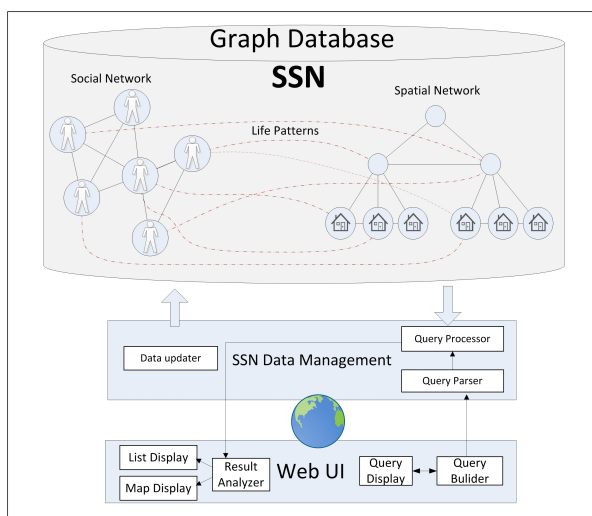 Graph Database
SSN
Social Network
Spatial Network
Life Patterns
Data updater
SSN Data Management
Query Processor
Query Parser
List Display
Map Display
Result
Analyzer
Web UI
Query
Display
Query
Bulider